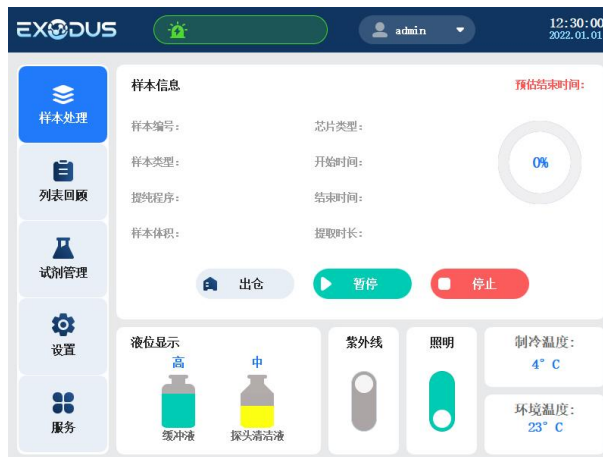 EXODUS
admin
12:30:00
2022.01.01
样本处理
列表回顾
试剂管理
设置
服务
样本信息
预估结束时间:
样本编号:
芯片类型:
样本类型:
开始时间:
0%
提纯程序:
结束时间:
样本体积:
提取时长:
出仓
暂停
停止
液位显示
高
中
缓冲液
探头清洁液
紫外线
照明
制冷温度:
4° C
环境温度:
23° C